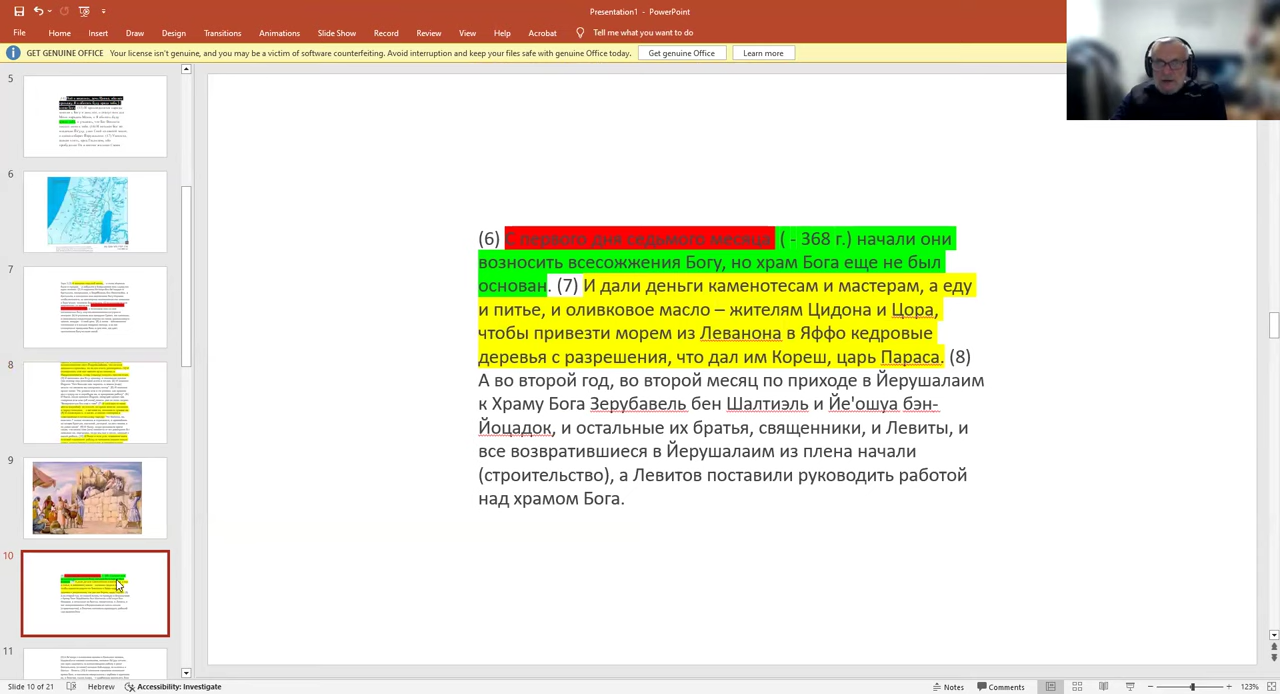 Presentation1 - PowerPoint
File Home Insert Draw Design Transitions Animations Slide Show Record Review View Help Acrobat Tell me what you want to do
GET GENUINE OFFICE Your license isn't genuine, and you may be a victim of software counterfeiting. Avoid interruption and keep your files safe with genuine Office today. Get genuine Office Learn more
5
6
7
8
9
10
11
(6) С первого дня седьмого месяца ( - 368 г.) начали они
возносить всесожжения Богу, но храм Бога еще не был
основан. (7) И дали деньги каменотесам и мастерам, а еду
и питье, и оливковое масло – жителям Цидона и Цора,
чтобы привезти морем из Леванона в Яффо кедровые
деревья с разрешения, что дал им Кореш, царь Параса. (8)
А во второй год, во второй месяц по приходе в Йерушалаим
к Храму Бога Зерубавель бен Шалтиэль, Йе'ошуа бэн-
Йоцадок, и остальные их братья, священники, и Левиты, и
все возвратившиеся в Йерушалаим из плена начали
(строительство), а Левитов поставили руководить работой
над храмом Бога.
Slide 10 of 21 Hebrew Accessibility: Investigate Notes Comments 123%